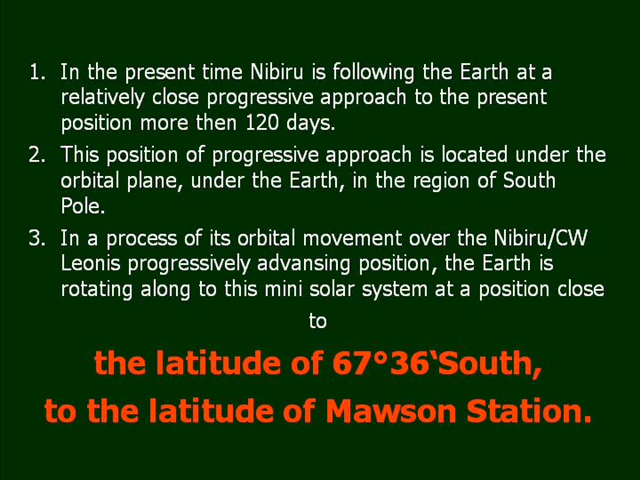 1. In the present time Nibiru is following the Earth at a
relatively close progressive approach to the present
position more then 120 days.
2. This position of progressive approach is located under the
orbital plane, under the Earth, in the region of South
Pole.
3. In a process of its orbital movement over the Nibiru/CW
Leonis progressively advansing position, the Earth is
rotating along to this mini solar system at a position close
to
the latitude of 67°36‘South,
to the latitude of Mawson Station.